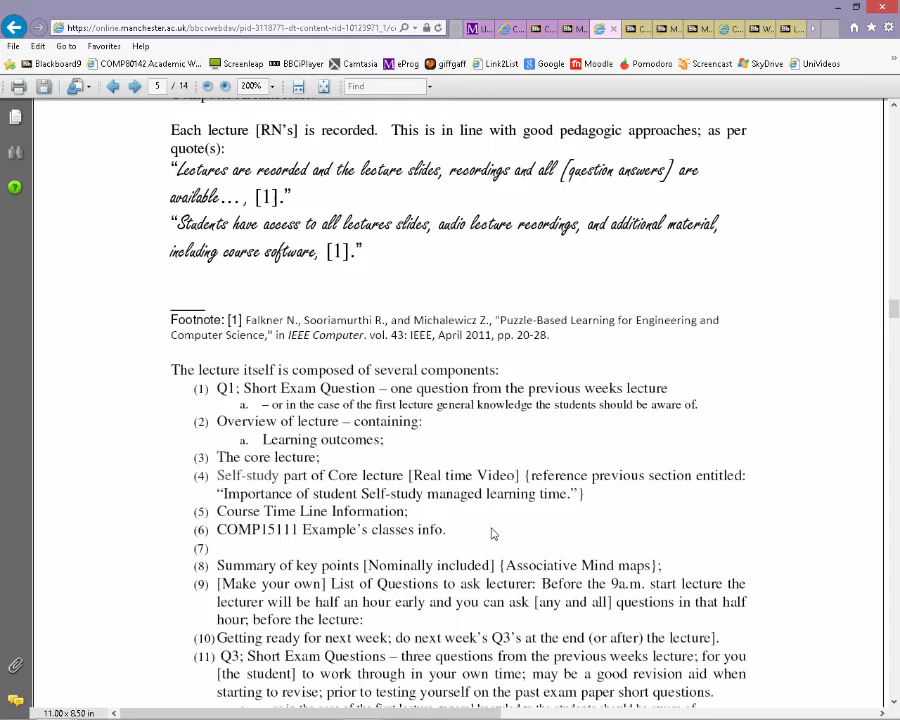 https://online.manchester.ac.uk/bbcswebdav/pid-3118771-dt-content-rid-10123971_1/c
File Edit View Favorites Help
Blackboard9 COMP80142 Academic W... Screenleap BBCiPlayer Camtasia eProg giffgaff Link2List Google Moodle Pomodoro Screencast SkyDrive UniVideos
5 / 14 200% Find
Each lecture [RN's] is recorded. This is in line with good pedagogic approaches; as per
quote(s):
“Lectures are recorded and the lecture slides, recordings and all [question answers] are
available… , [1].”
“Students have access to all lectures slides, audio lecture recordings, and additional material,
including course software, [1].”
Footnote: [1] Falkner N., Sooriamurthi R., and Michalewicz Z., "Puzzle-Based Learning for Engineering and
Computer Science," in IEEE Computer. vol. 43: IEEE, April 2011, pp. 20-28.
The lecture itself is composed of several components:
(1) Q1; Short Exam Question – one question from the previous weeks lecture
a. – or in the case of the first lecture general knowledge the students should be aware of.
(2) Overview of lecture – containing:
a. Learning outcomes;
(3) The core lecture;
(4) Self-study part of Core lecture [Real time Video] {reference previous section entitled:
“Importance of student Self-study managed learning time.”}
(5) Course Time Line Information;
(6) COMP15111 Example's classes info.
(7)
(8) Summary of key points [Nominally included] {Associative Mind maps};
(9) [Make your own] List of Questions to ask lecturer: Before the 9a.m. start lecture the
lecturer will be half an hour early and you can ask [any and all] questions in that half
hour; before the lecture:
(10) Getting ready for next week; do next week's Q3's at the end (or after) the lecture].
(11) Q3; Short Exam Questions – three questions from the previous weeks lecture; for you
[the student] to work through in your own time; may be a good revision aid when
starting to revise; prior to testing yourself on the past exam paper short questions.
11.00 x 8.50 in